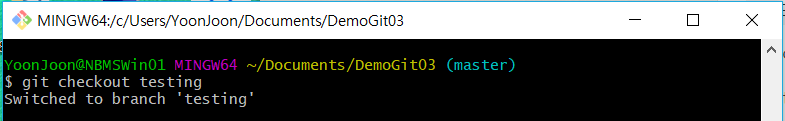 MINGW64:/c/Users/YoonJoon/Documents/DemoGit03
YoonJoon@NBMSWin01 MINGW64 ~/Documents/DemoGit03 (master)
$ git checkout testing
Switched to branch 'testing'